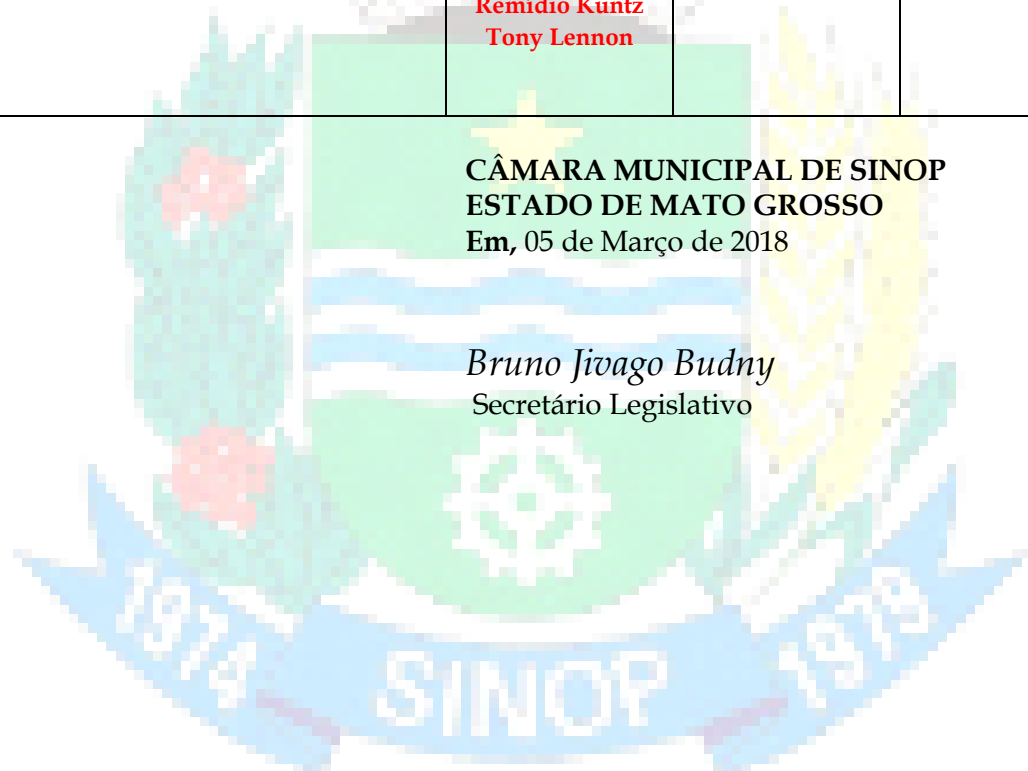 Remídio Kuntz
Tony Lennon
CÂMARA MUNICIPAL DE SINOP
ESTADO DE MATO GROSSO
Em, 05 de Março de 2018
Bruno Jivago Budny
Secretário Legislativo
1974
SINOP
1979